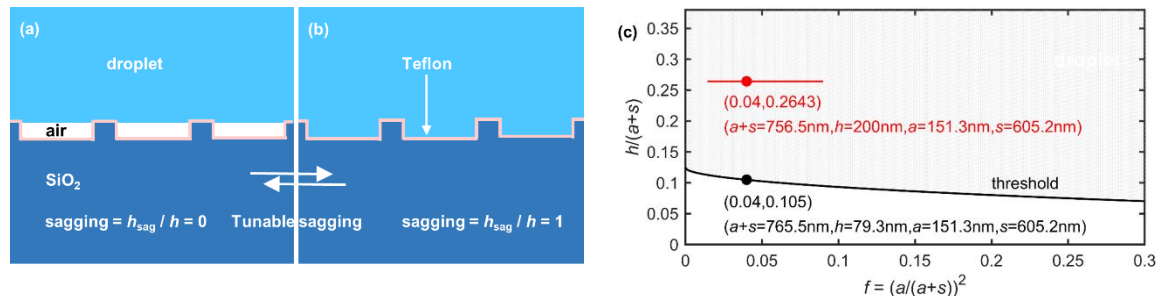 (a)
droplet
air
SiO₂
sagging = hsag / h = 0
Tunable sagging
(b)
Teflon
sagging = hsag / h = 1
(c)
h/(a+s)
0.35
0.3
0.25
0.2
0.15
0.1
0.05
0
droplet
(0.04,0.2643)
(a+s=756.5nm,h=200nm,a=151.3nm,s=605.2nm)
threshold
(0.04,0.105)
(a+s=765.5nm,h=79.3nm,a=151.3nm,s=605.2nm)
0 0.05 0.1 0.15 0.2 0.25 0.3
f = (a/(a+s))²